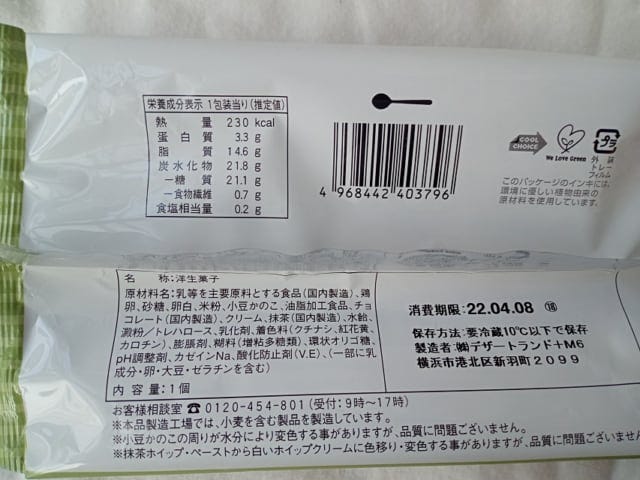 栄養成分表示 1包装当り(推定値)
熱量 230 kcal
蛋白質 3.3 g
脂質 14.6 g
炭水化物 21.8 g
－糖質 21.1 g
－食物繊維 0.7 g
食塩相当量 0.2 g
4 968442 403796
COOL CHOICE
We Love Green
プラ
外装
トレー
フィルム
このパッケージのインキには、
環境に優しい植物由来の
原材料を使用しています。
名 称:洋生菓子
原材料名:乳等を主要原料とする食品(国内製造)、鶏
卵、砂糖、卵白、米粉、小豆かのこ、油脂加工食品、チョ
コレート(国内製造)、クリーム、抹茶(国内製造)、水飴、
澱粉／トレハロース、乳化剤、着色料(クチナシ、紅花黄、
カロチン)、膨脹剤、糊料(増粘多糖類)、環状オリゴ糖、
pH調整剤、カゼインNa、酸化防止剤(V.E)、(一部に乳
成分・卵・大豆・ゼラチンを含む)
内 容 量:1個
消費期限:22.04.08 ⑱
保存方法:要冷蔵10℃以下で保存
製造者:㈱デザートランド+M6
横浜市港北区新羽町2099
お客様相談室 ☎ 0120-454-801(受付:9時〜17時)
※本品製造工場では、小麦を含む製品を製造しています。
※小豆かのこの周りが水分により変色する事がありますが、品質に問題ございません。
※抹茶ホイップ・ペーストから白いホイップクリームに色移り・変色する事がありますが、品質に問題ござ